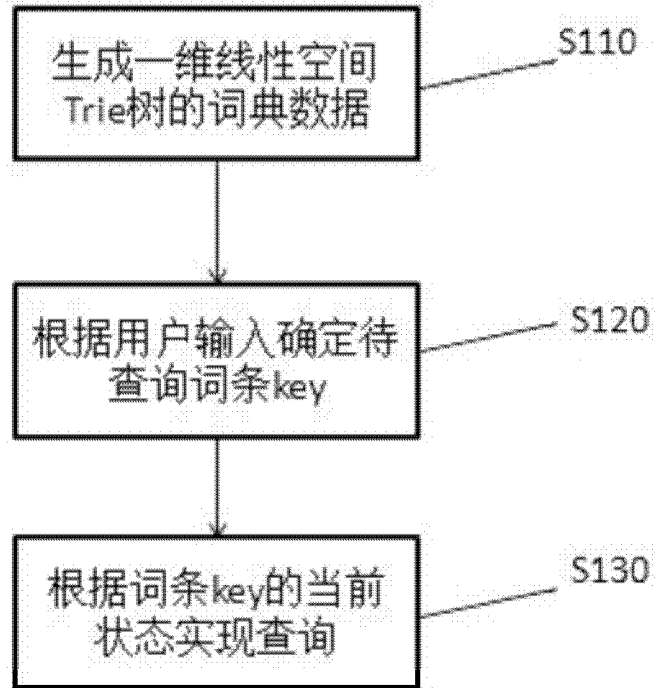 生成一维线性空间
Trie树的词典数据
S110
根据用户输入确定待
查询词条key
S120
根据词条key的当前
状态实现查询
S130